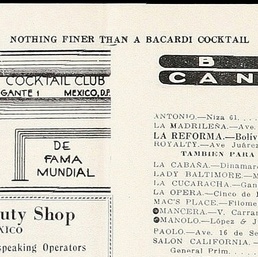 NOTHING FINER THAN A BACARDI COCKTAIL
COCKTAIL CLUB
GANTE 1 MEXICO, D.F.
DE
FAMA
MUNDIAL
uty Shop
XICO
speaking Operators
B
CAN
ANTONIO.—Niza 61.
LA MADRILEÑA.—Ave.
LA REFORMA.—Boliv
ROYALTY.—Ave Juárez
TAMBIEN PARA
LA CABAÑA.—Dinamar
LADY BALTIMORE.—M
LA CUCARACHA.—Gan
LA OPERA.—Cinco de
MAC'S PLACE.—Filome
MANCERA.—V. Carran
MANOLO.—López & J
PAOLO.—Ave. 16 de Se
SALON CALIFORNIA.—
General Prim.